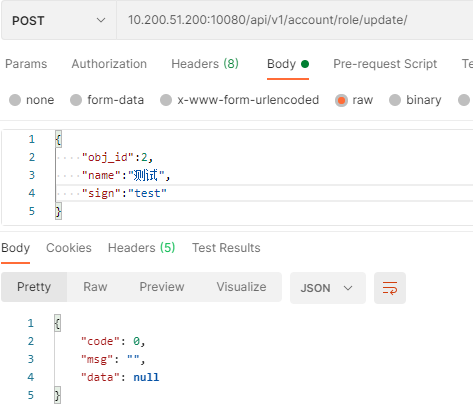 POST 10.200.51.200:10080/api/v1/account/role/update/
Params Authorization Headers (8) Body Pre-request Script Te
none form-data x-www-form-urlencoded raw binary
1 {
2 "obj_id":2,
3 "name":"测试",
4 "sign":"test"
5 }
Body Cookies Headers (5) Test Results
Pretty Raw Preview Visualize JSON
1 {
2 "code": 0,
3 "msg": "",
4 "data": null
5 }